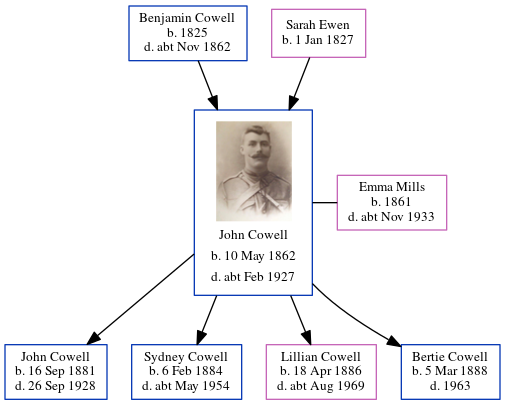 Benjamin Cowell
b. 1825
d. abt Nov 1862
Sarah Ewen
b. 1 Jan 1827
John Cowell
b. 10 May 1862
d. abt Feb 1927
Emma Mills
b. 1861
d. abt Nov 1933
John Cowell
b. 16 Sep 1881
d. 26 Sep 1928
Sydney Cowell
b. 6 Feb 1884
d. abt May 1954
Lillian Cowell
b. 18 Apr 1886
d. abt Aug 1969
Bertie Cowell
b. 5 Mar 1888
d. 1963